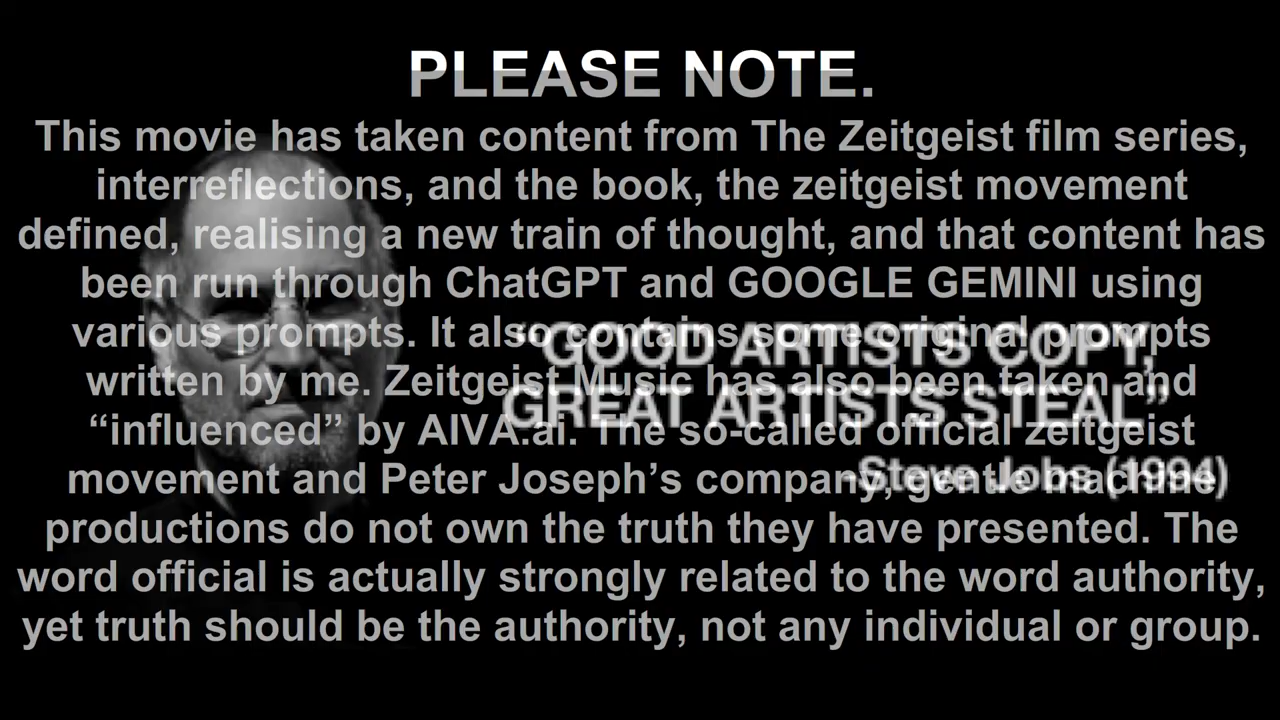 PLEASE NOTE.
This movie has taken content from The Zeitgeist film series,
interreflections, and the book, the zeitgeist movement
defined, realising a new train of thought, and that content has
been run through ChatGPT and GOOGLE GEMINI using
various prompts. It also contains some original prompts
written by me. Zeitgeist Music has also been taken and
“influenced” by AIVA.ai. The so-called official zeitgeist
movement and Peter Joseph’s company, gentle machine
productions do not own the truth they have presented. The
word official is actually strongly related to the word authority,
yet truth should be the authority, not any individual or group.
“GOOD ARTISTS COPY,
GREAT ARTISTS STEAL”
-Steve Jobs (1994)